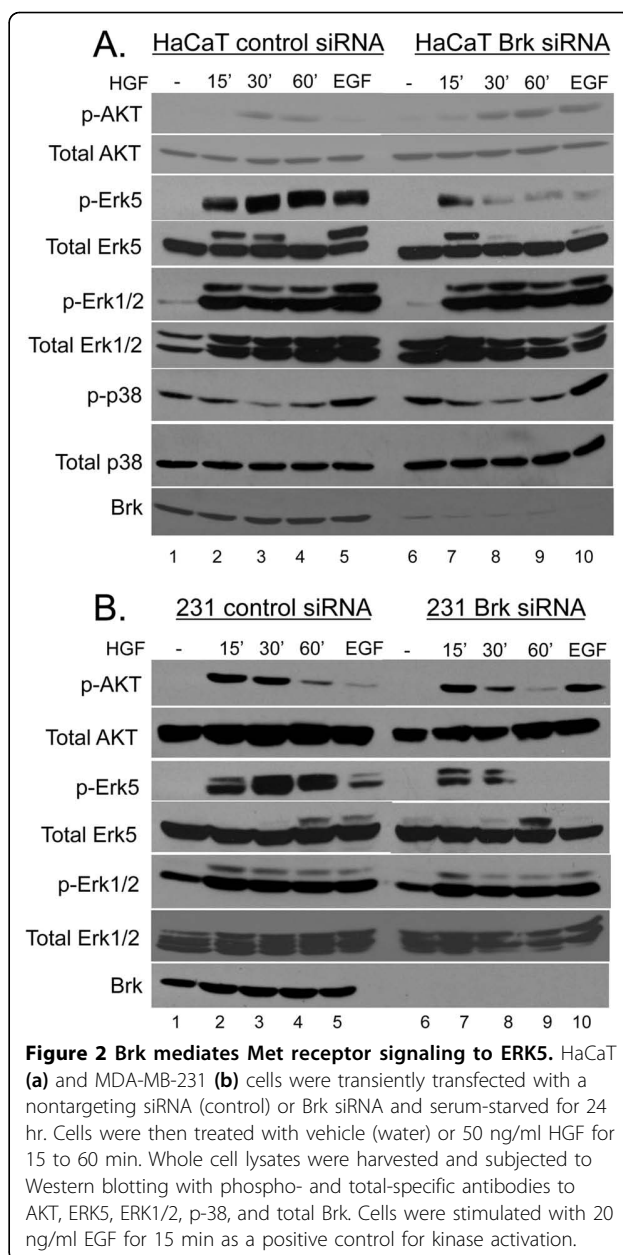 A.
HaCaT control siRNA HaCaT Brk siRNA
HGF - 15' 30' 60' EGF - 15' 30' 60' EGF
p-AKT
Total AKT
p-Erk5
Total Erk5
p-Erk1/2
Total Erk1/2
p-p38
Total p38
Brk
1 2 3 4 5 6 7 8 9 10
B.
231 control siRNA 231 Brk siRNA
HGF - 15' 30' 60' EGF - 15' 30' 60' EGF
p-AKT
Total AKT
p-Erk5
Total Erk5
p-Erk1/2
Total Erk1/2
Brk
1 2 3 4 5 6 7 8 9 10
Figure 2 Brk mediates Met receptor signaling to ERK5. HaCaT
(a) and MDA-MB-231 (b) cells were transiently transfected with a
nontargeting siRNA (control) or Brk siRNA and serum-starved for 24
hr. Cells were then treated with vehicle (water) or 50 ng/ml HGF for
15 to 60 min. Whole cell lysates were harvested and subjected to
Western blotting with phospho- and total-specific antibodies to
AKT, ERK5, ERK1/2, p-38, and total Brk. Cells were stimulated with 20
ng/ml EGF for 15 min as a positive control for kinase activation.